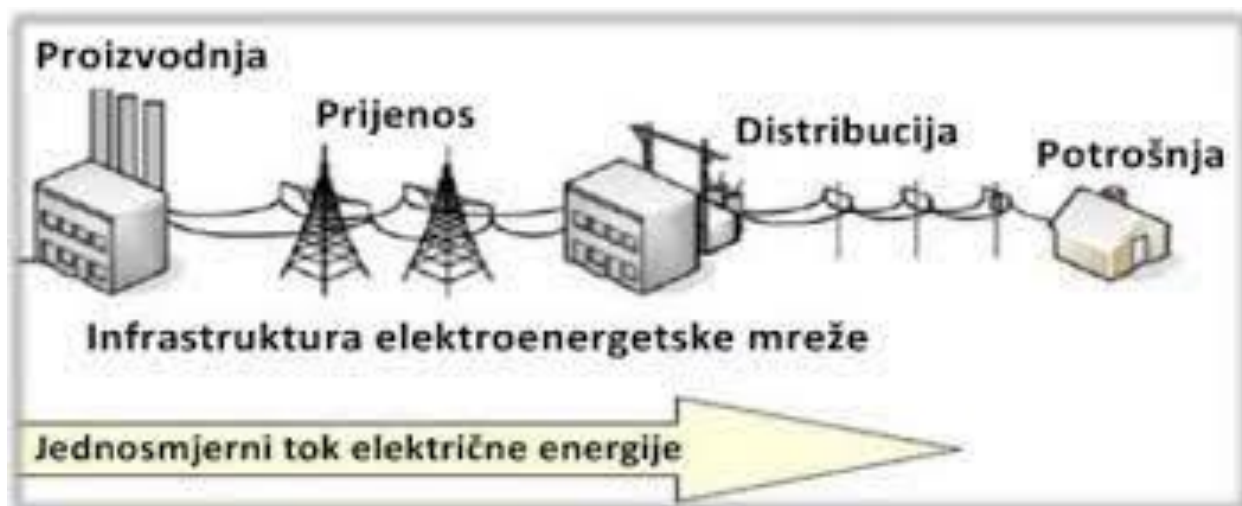 Proizvodnja
Prijenos
Distribucija
Potrošnja
Infrastruktura elektroenergetske mreže
Jednosmjerni tok električne energije